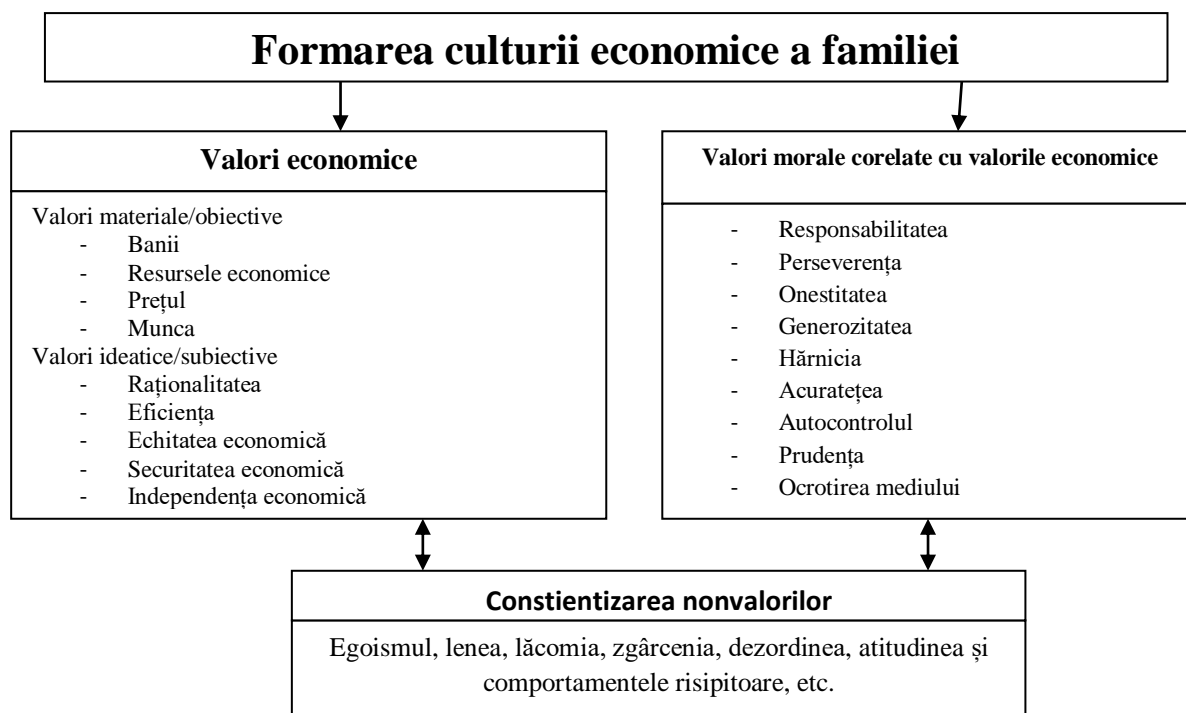 Formarea culturii economice a familiei
Valori economice
Valori materiale/obiective
- Banii
- Resursele economice
- Prețul
- Munca
Valori ideatice/subiective
- Raționalitatea
- Eficiența
- Echitatea economică
- Securitatea economică
- Independența economică
Valori morale corelate cu valorile economice
- Responsabilitatea
- Perseverența
- Onestitatea
- Generozitatea
- Hărnicia
- Acuratețea
- Autocontrolul
- Prudența
- Ocrotirea mediului
Constientizarea nonvalorilor
Egoismul, lenea, lăcomia, zgârcenia, dezordinea, atitudinea și
comportamentele risipitoare, etc.